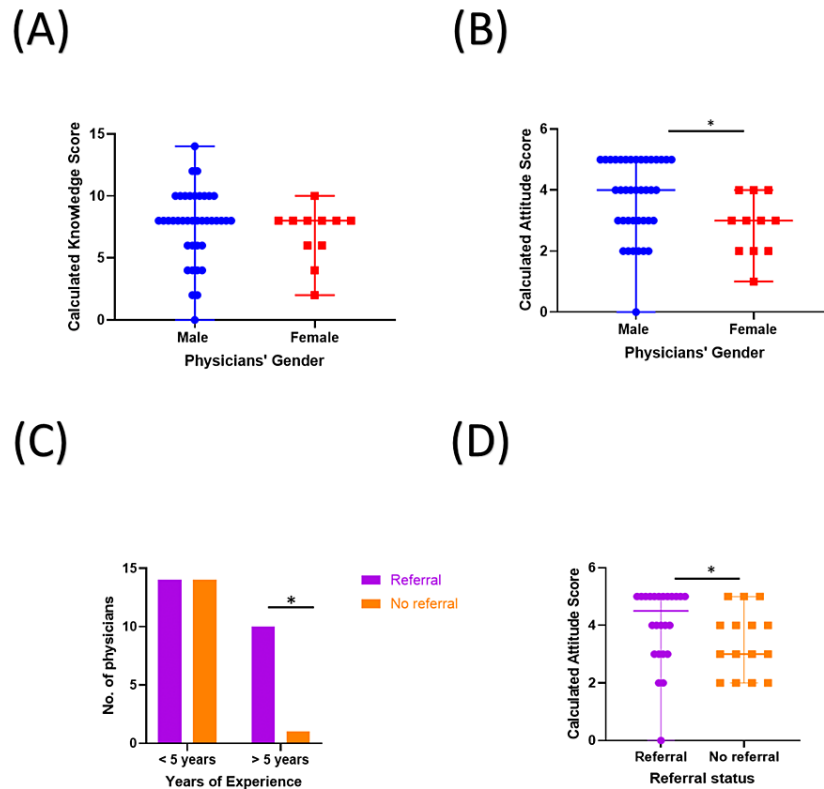 (A)
Calculated Knowledge Score
15
10
5
0
Male
Female
Physicians' Gender
(B)
Calculated Attitude Score
6
4
2
0
*
Male
Female
Physicians' Gender
(C)
No. of physicians
15
10
5
0
*
< 5 years
> 5 years
Years of Experience
Referral
No referral
(D)
Calculated Attitude Score
6
4
2
0
*
Referral
No referral
Referral status